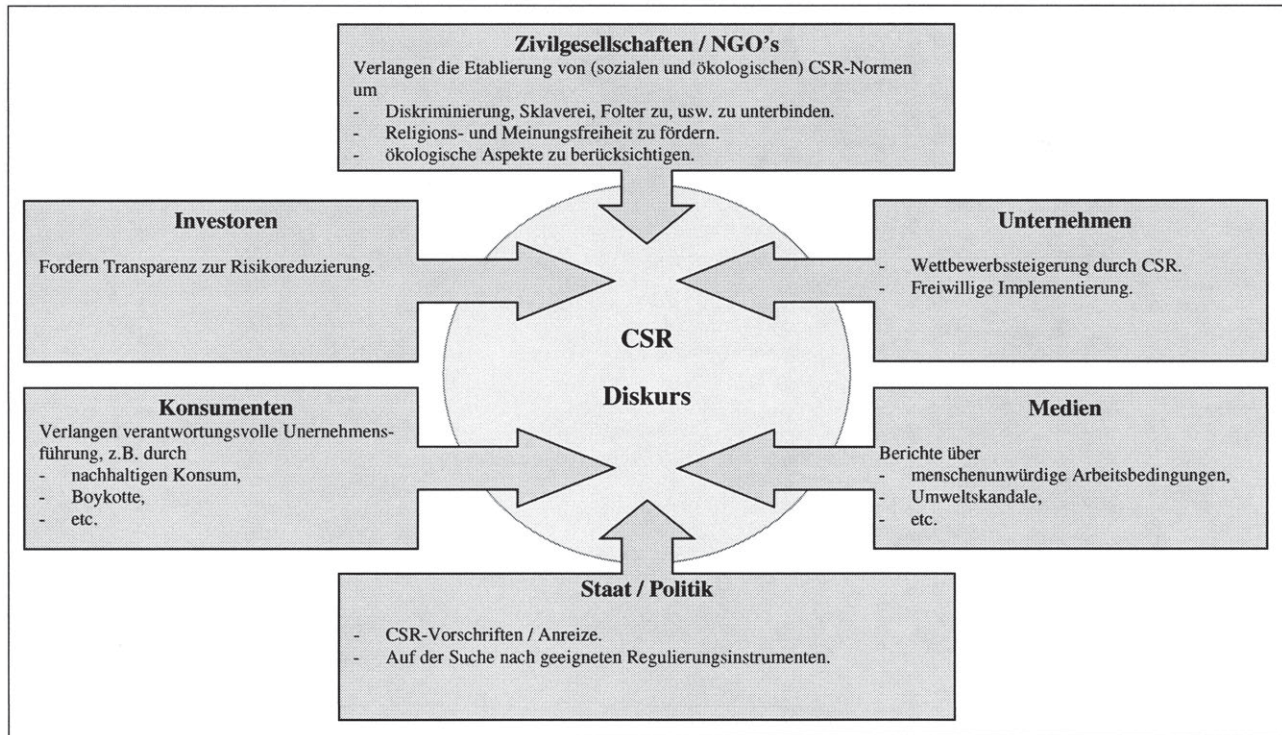 Zivilgesellschaften / NGO's
Verlangen die Etablierung von (sozialen und ökologischen) CSR-Normen
um
- Diskriminierung, Sklaverei, Folter zu, usw. zu unterbinden.
- Religions- und Meinungsfreiheit zu fördern.
- ökologische Aspekte zu berücksichtigen.
Investoren
Fordern Transparenz zur Risikoreduzierung.
Unternehmen
- Wettbewerbssteigerung durch CSR.
- Freiwillige Implementierung.
CSR
Diskurs
Konsumenten
Verlangen verantwortungsvolle Unernehmens-
führung, z.B. durch
- nachhaltigen Konsum,
- Boykotte,
- etc.
Medien
Berichte über
- menschenunwürdige Arbeitsbedingungen,
- Umweltskandale,
- etc.
Staat / Politik
- CSR-Vorschriften / Anreize.
- Auf der Suche nach geeigneten Regulierungsinstrumenten.